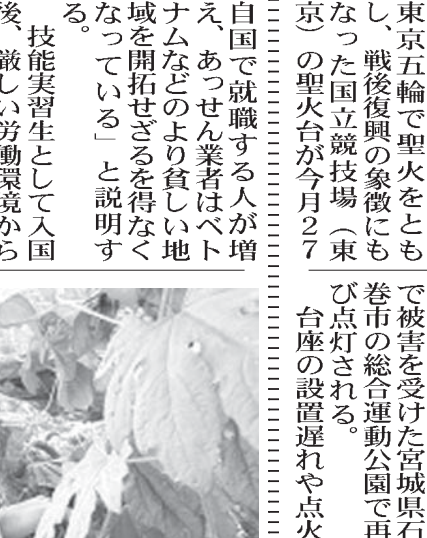 東京五輪で聖火をとも
し、戦後復興の象徴にも
なった国立競技場（東
京）の聖火台が今月27
で被害を受けた宮城県石
巻市の総合運動公園で再
び点灯される。
台座の設置遅れや点火
自国で就職する人が増
え、あっせん業者はベト
ナムなどのより貧しい地
域を開拓せざるを得なく
なっている」と説明す
る。
技能実習生として入国
後、厳しい労働環境から